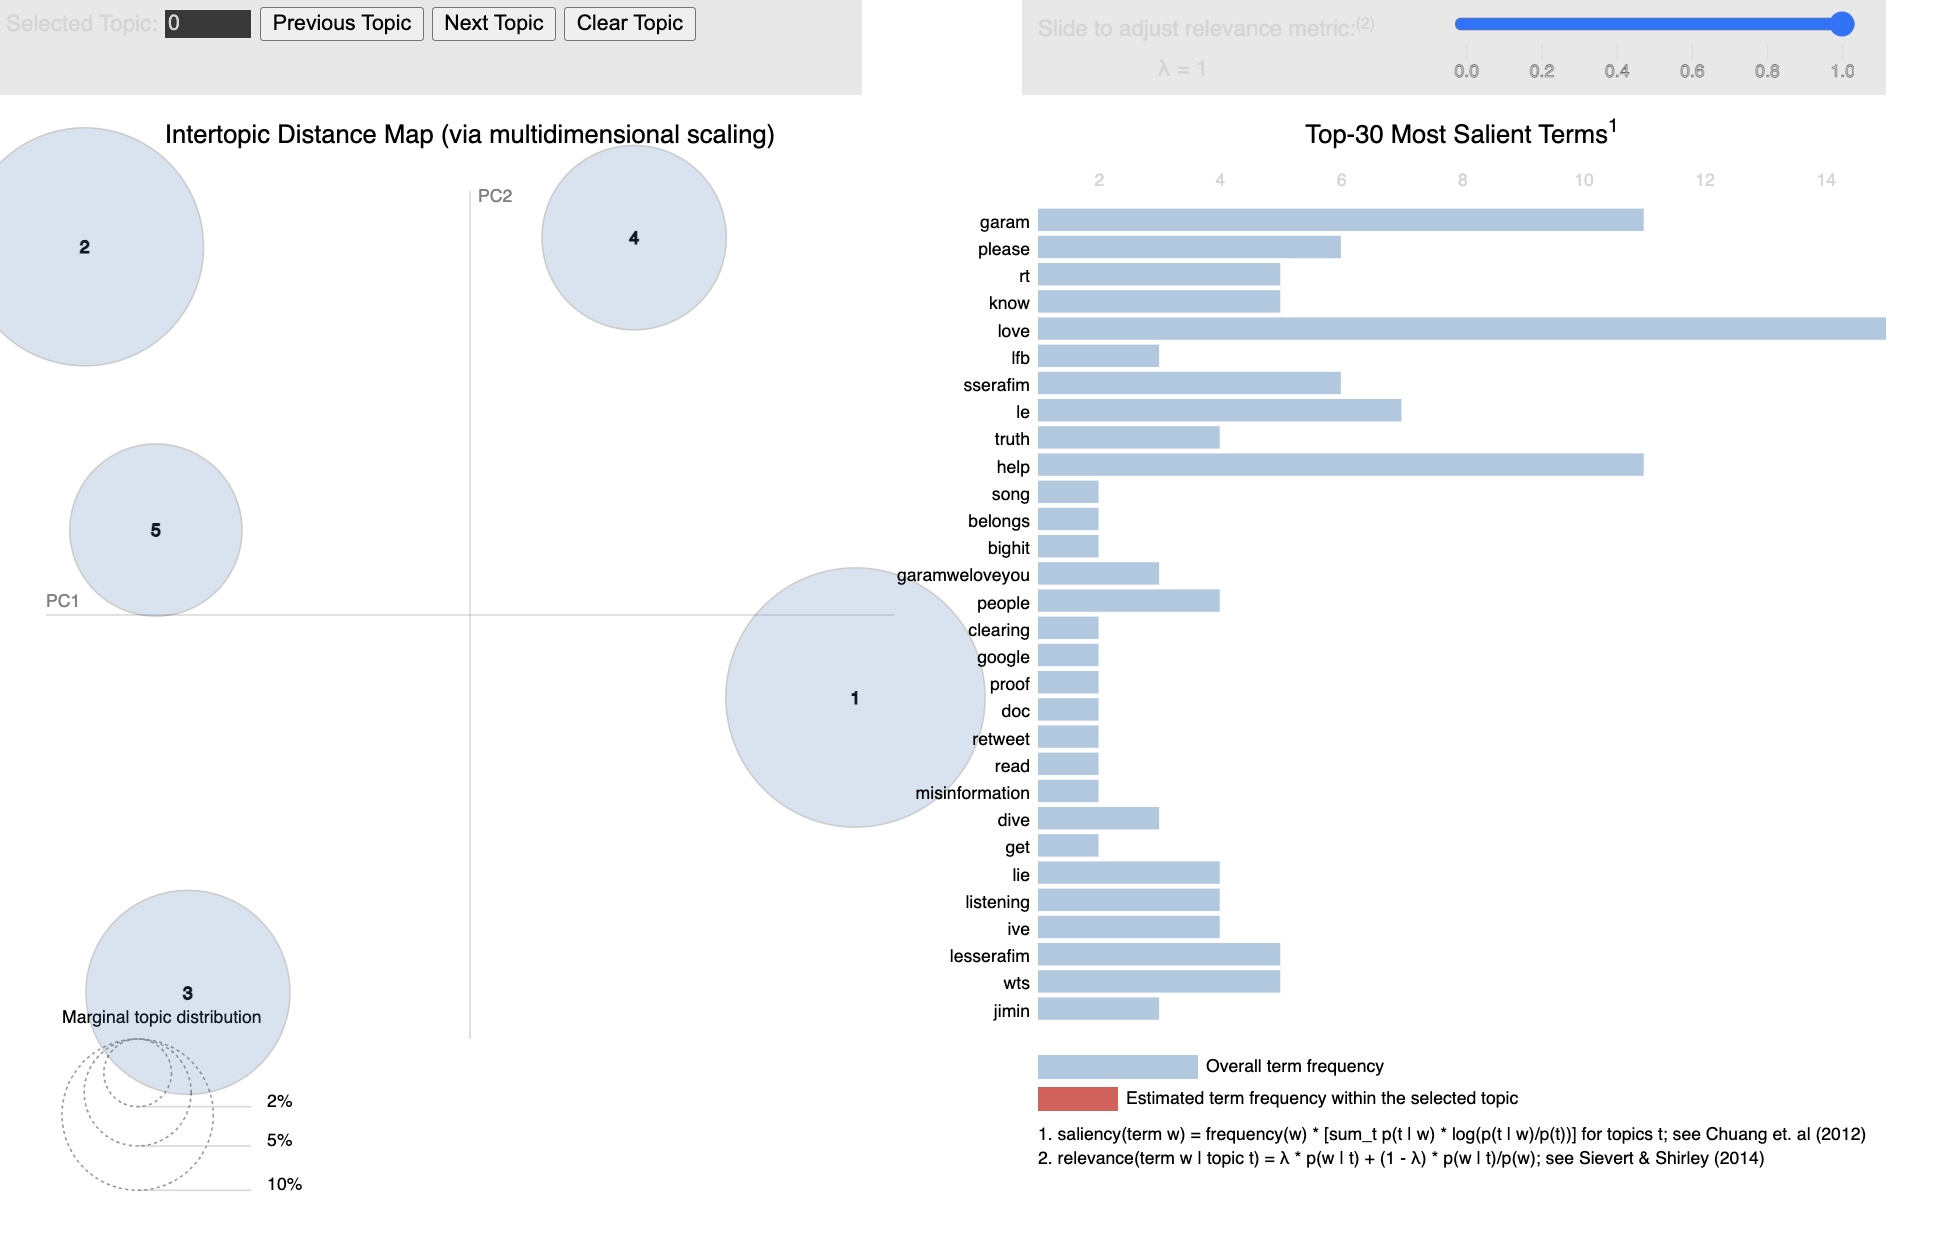 Selected Topic: 0 Previous Topic Next Topic Clear Topic
Slide to adjust relevance metric:(2)
λ = 1
0.0 0.2 0.4 0.6 0.8 1.0
Intertopic Distance Map (via multidimensional scaling)
PC2
PC1
2
4
5
1
3
Marginal topic distribution
2%
5%
10%
Top-30 Most Salient Terms1
2 4 6 8 10 12 14
garam
please
rt
know
love
lfb
sserafim
le
truth
help
song
belongs
bighit
garamweloveyou
people
clearing
google
proof
doc
retweet
read
misinformation
dive
get
lie
listening
ive
lesserafim
wts
jimin
Overall term frequency
Estimated term frequency within the selected topic
1. saliency(term w) = frequency(w) * [sum_t p(t | w) * log(p(t | w)/p(t))] for topics t; see Chuang et. al (2012)
2. relevance(term w | topic t) = λ * p(w | t) + (1 - λ) * p(w | t)/p(w); see Sievert & Shirley (2014)